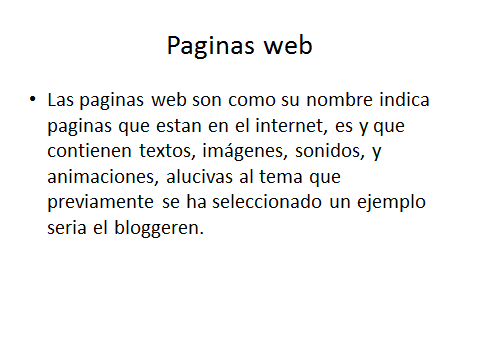 Paginas web
• Las paginas web son como su nombre indica
paginas que estan en el internet, es y que
contienen textos, imágenes, sonidos, y
animaciones, alucivas al tema que
previamente se ha seleccionado un ejemplo
seria el bloggeren.